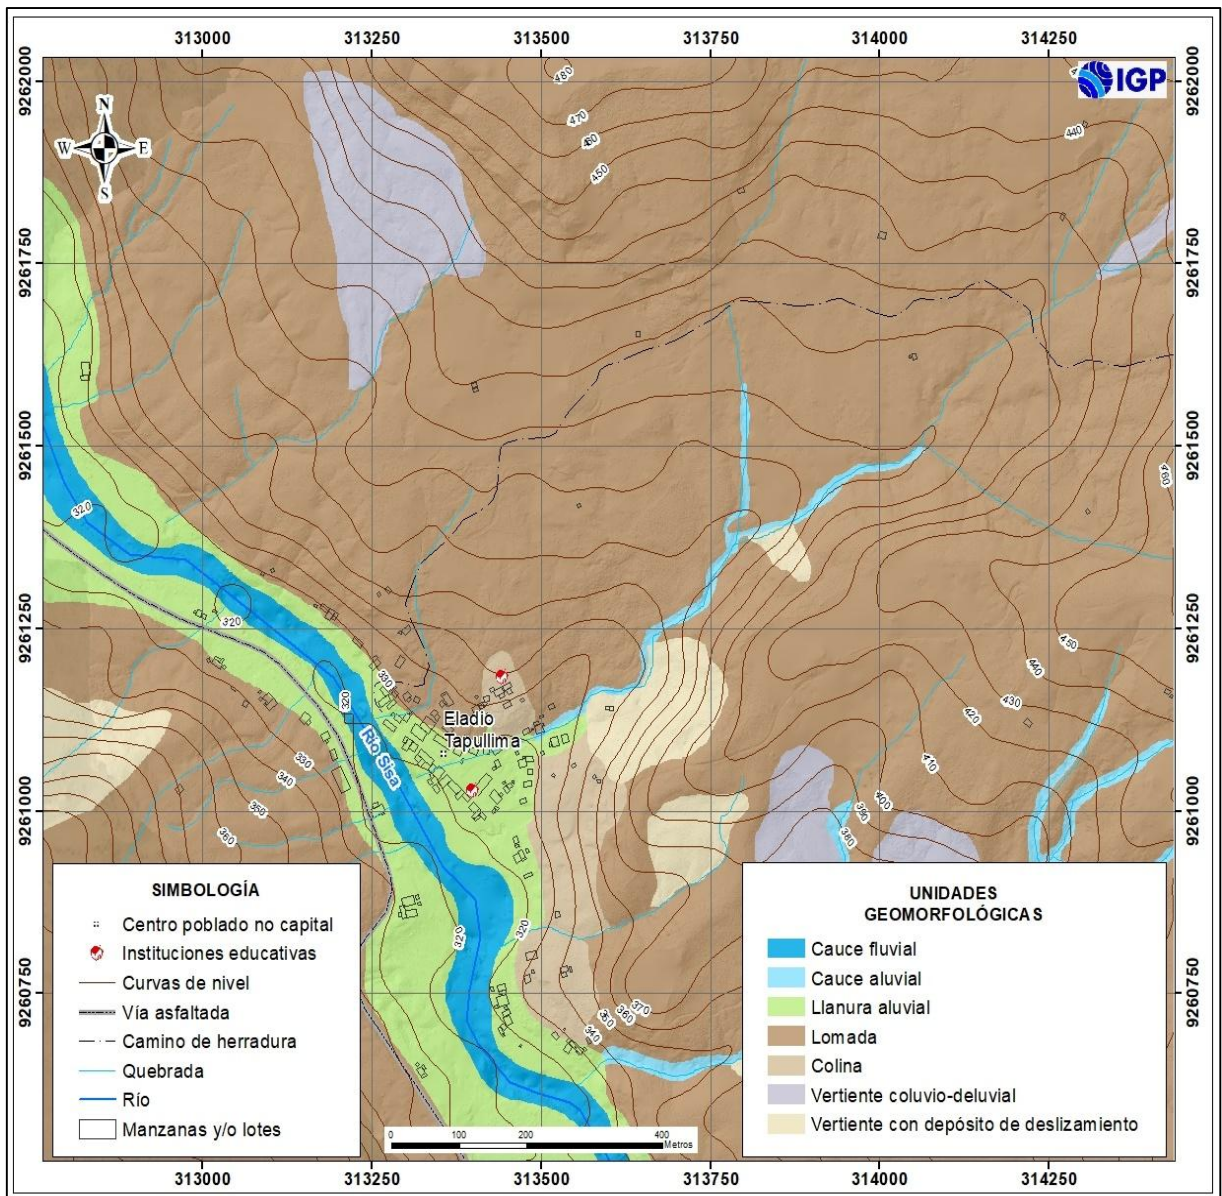 313000 313250 313500 313750 314000 314250
9262000 9262000
IGP
N
W E
S
480
470
460
450
440
9261750 9261750
9261500 9261500
460
320
9261250 9261250
320
450
440
330
430
320
420
Eladio
Tapullima
Río Sisa
410
330
340
350
360
400
390
380
9261000 9261000
320
320
9260750 9260750
370
360
350
340
SIMBOLOGÍA
Centro poblado no capital
Instituciones educativas
Curvas de nivel
Vía asfaltada
Camino de herradura
Quebrada
Río
Manzanas y/o lotes
0 100 200 400
Metros
UNIDADES
GEOMORFOLÓGICAS
Cauce fluvial
Cauce aluvial
Llanura aluvial
Lomada
Colina
Vertiente coluvio-deluvial
Vertiente con depósito de deslizamiento
313000 313250 313500 313750 314000 314250